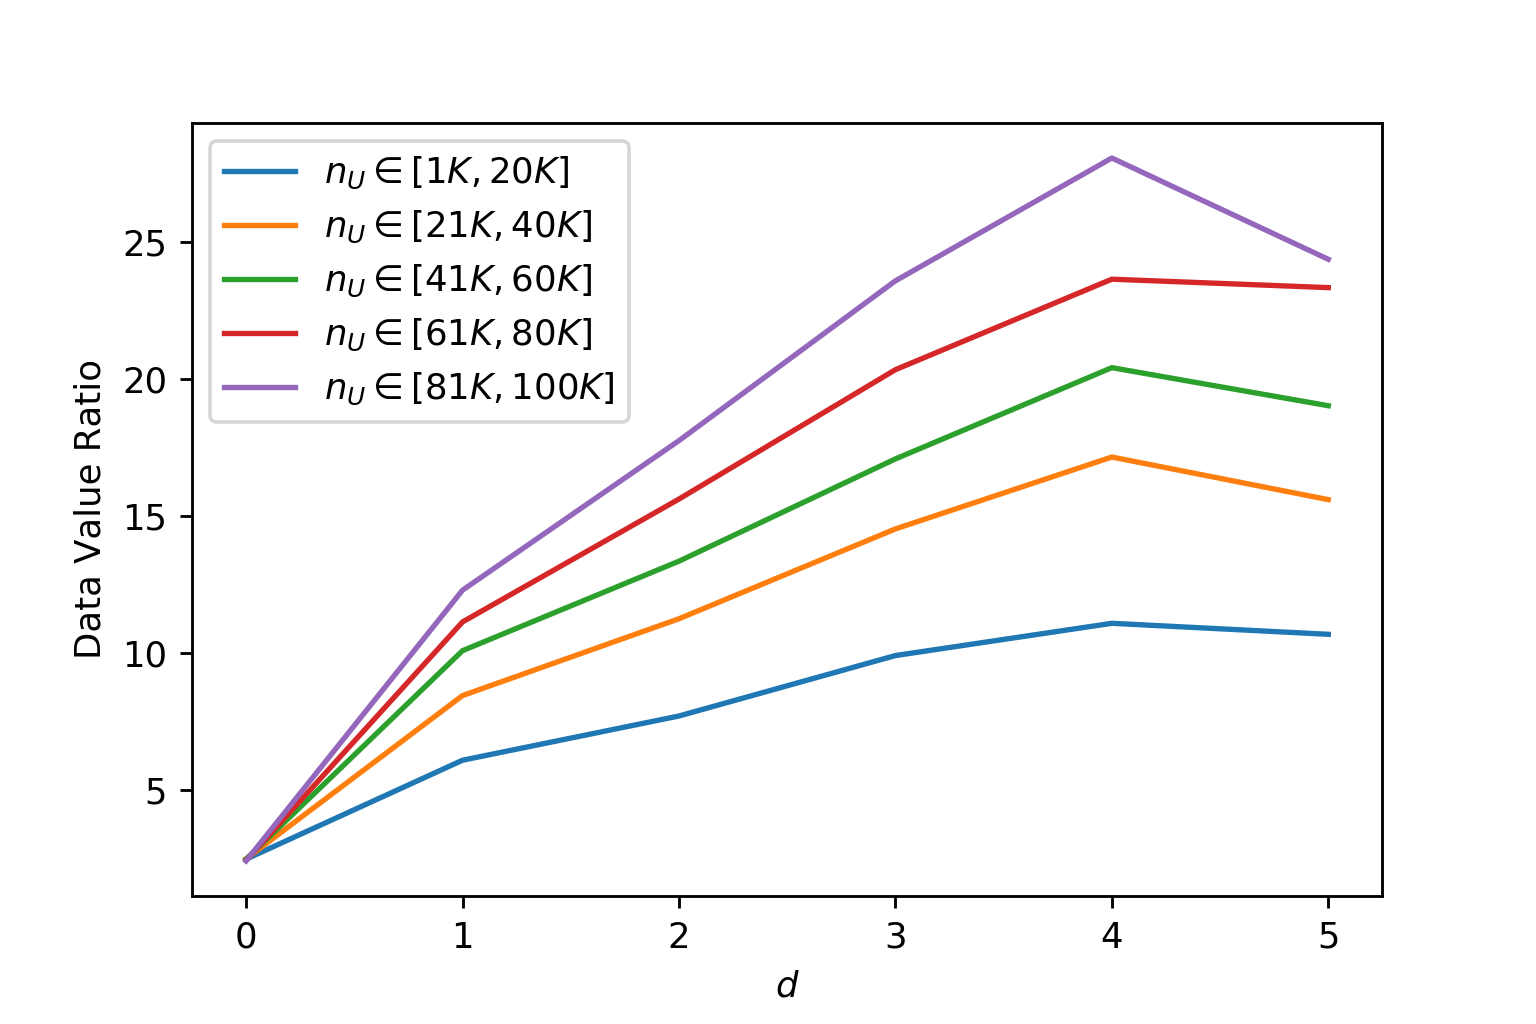 n_U ∈ [1K, 20K]
n_U ∈ [21K, 40K]
n_U ∈ [41K, 60K]
n_U ∈ [61K, 80K]
n_U ∈ [81K, 100K]
25
20
15
10
5
Data Value Ratio
0 1 2 3 4 5
d